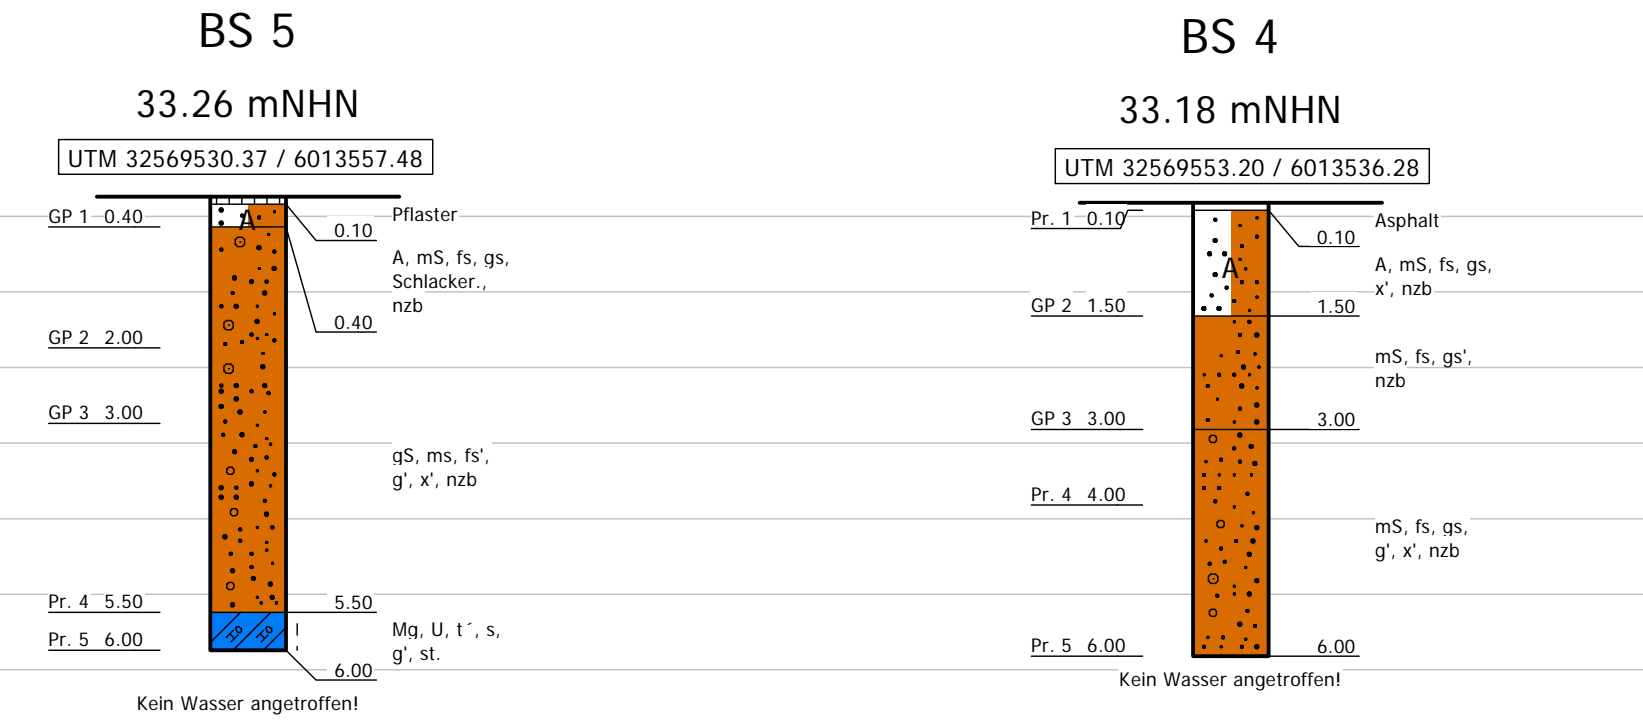 BS 5
33.26 mNHN
UTM 32569530.37 / 6013557.48
GP 1 0.40
A
Pflaster
0.10
A, mS, fs, gs,
Schlacker.,
nzb
0.40
GP 2 2.00
GP 3 3.00
gS, ms, fs',
g', x', nzb
Pr. 4 5.50
5.50
Pr. 5 6.00
Mg, U, t´, s,
g', st.
6.00
Kein Wasser angetroffen!
BS 4
33.18 mNHN
UTM 32569553.20 / 6013536.28
Pr. 1 0.10
Asphalt
0.10
A
A, mS, fs, gs,
x', nzb
GP 2 1.50
1.50
mS, fs, gs',
nzb
GP 3 3.00
3.00
Pr. 4 4.00
mS, fs, gs,
g', x', nzb
Pr. 5 6.00
6.00
Kein Wasser angetroffen!